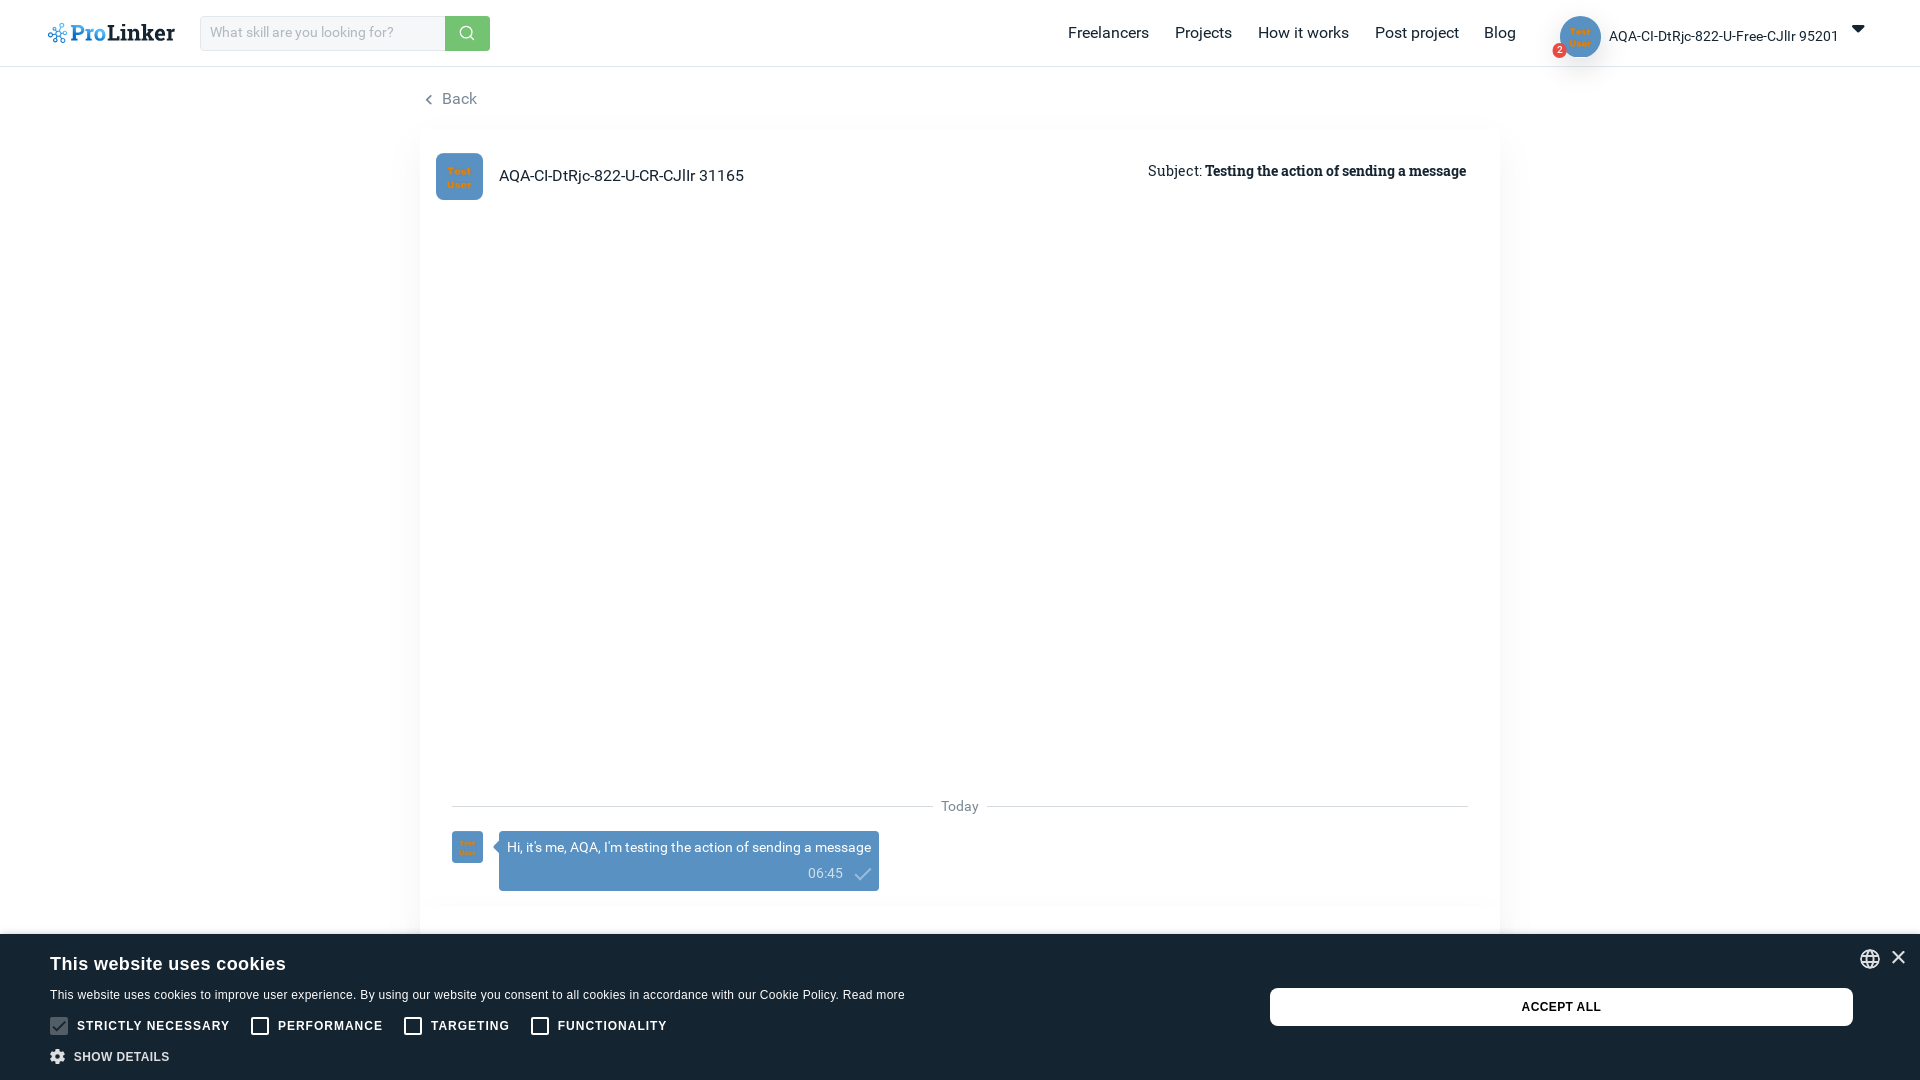 ProLinker
What skill are you looking for?
Freelancers
Projects
How it works
Post project
Blog
Test
User
2
AQA-CI-DtRjc-822-U-Free-CJlIr 95201
Back
Test
User
AQA-CI-DtRjc-822-U-CR-CJlIr 31165
Subject: Testing the action of sending a message
Today
Test
User
Hi, it's me, AQA, I'm testing the action of sending a message
06:45
This website uses cookies
This website uses cookies to improve user experience. By using our website you consent to all cookies in accordance with our Cookie Policy. Read more
STRICTLY NECESSARY
PERFORMANCE
TARGETING
FUNCTIONALITY
SHOW DETAILS
ACCEPT ALL